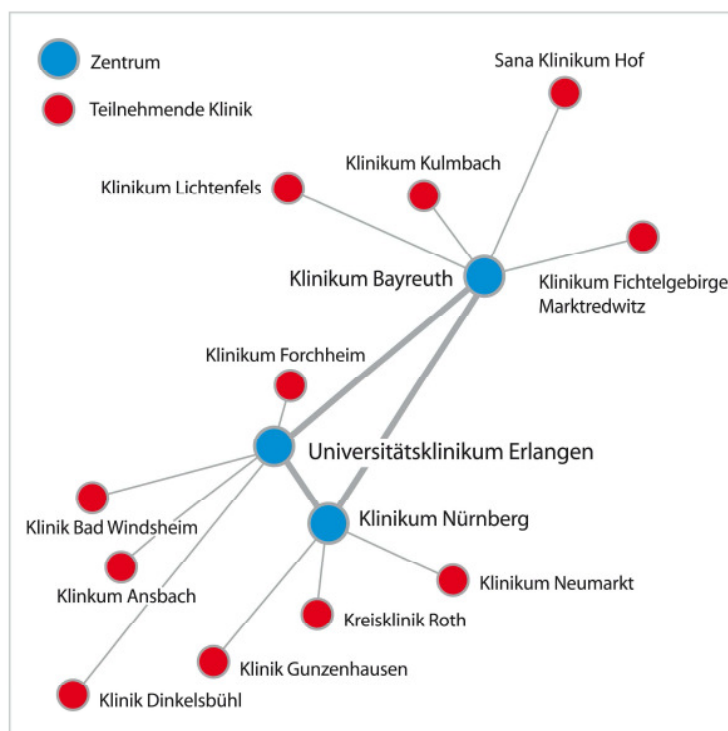 Zentrum
Teilnehmende Klinik
Sana Klinikum Hof
Klinikum Kulmbach
Klinikum Lichtenfels
Klinikum Bayreuth
Klinikum Fichtelgebirge
Marktredwitz
Klinikum Forchheim
Universitätsklinikum Erlangen
Klinikum Nürnberg
Klinik Bad Windsheim
Klinkum Ansbach
Klinikum Neumarkt
Kreisklinik Roth
Klinik Gunzenhausen
Klinik Dinkelsbühl